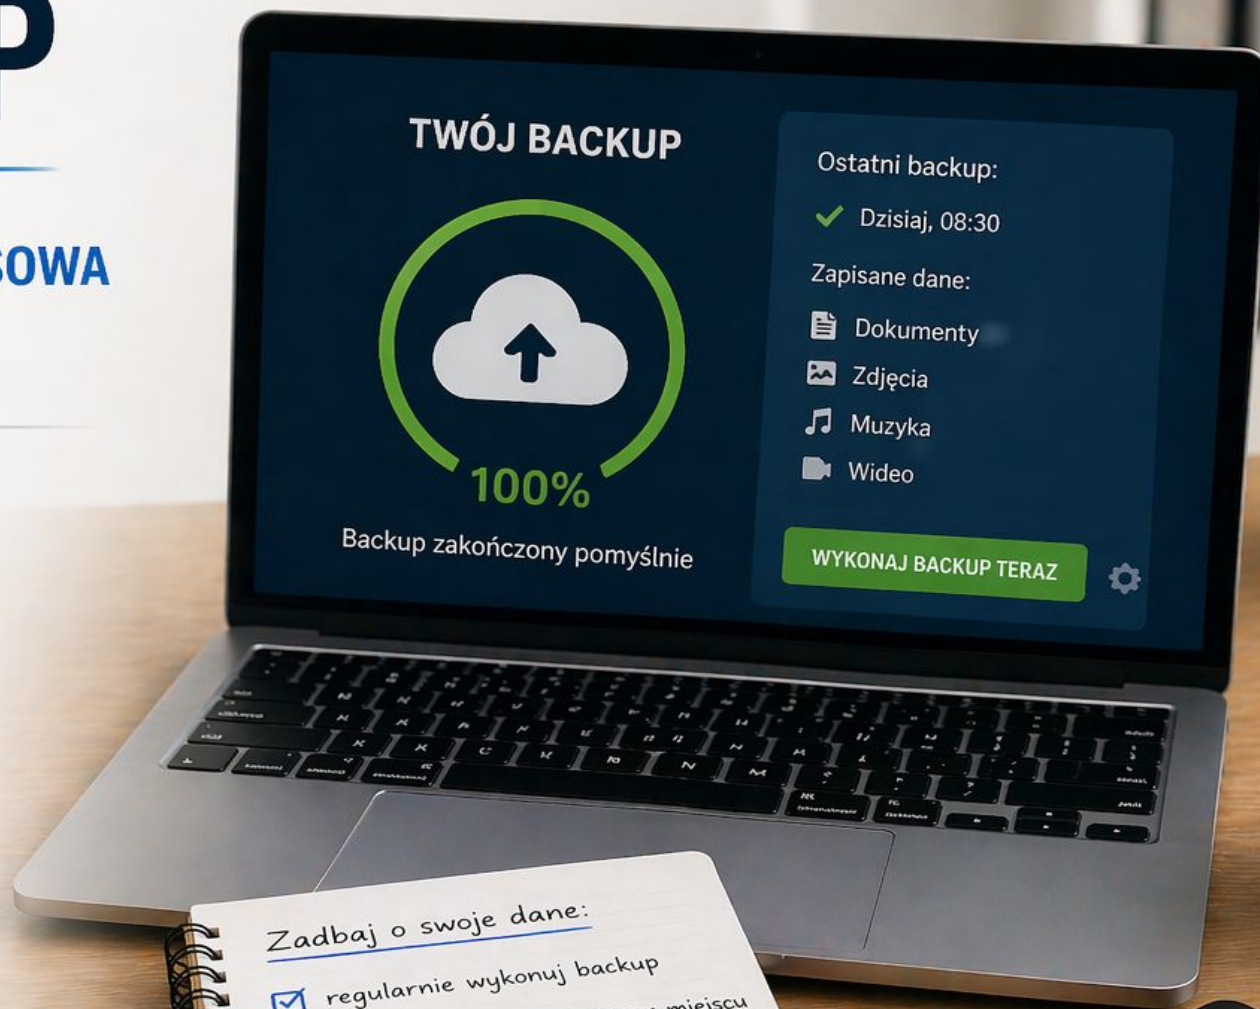 P
SOWA
TWÓJ BACKUP
100%
Backup zakończony pomyślnie
Ostatni backup:
Dzisiaj, 08:30
Zapisane dane:
Dokumenty
Zdjęcia
Muzyka
Wideo
WYKONAJ BACKUP TERAZ
Zadbaj o swoje dane:
regularnie wykonuj backup
miejscu